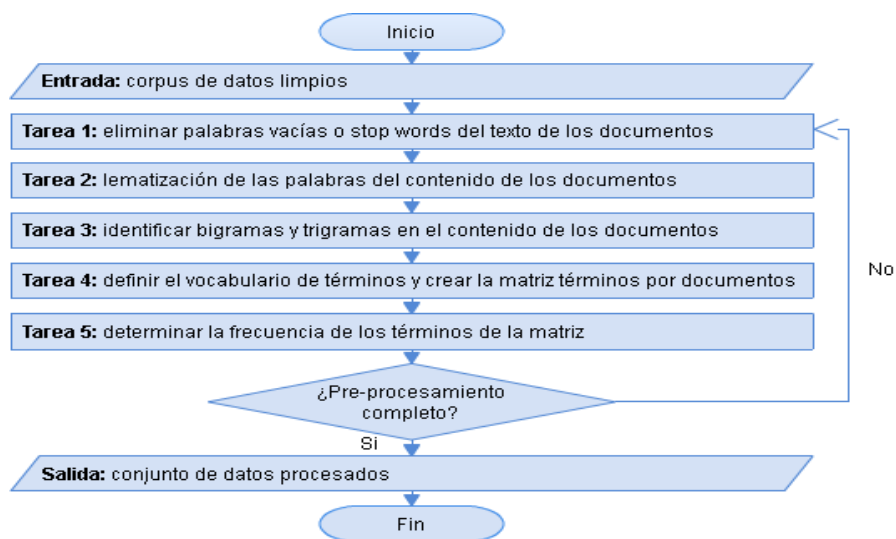 Inicio
Entrada: corpus de datos limpios
Tarea 1: eliminar palabras vacías o stop words del texto de los documentos
Tarea 2: lematización de las palabras del contenido de los documentos
Tarea 3: identificar bigramas y trigramas en el contenido de los documentos
No
Tarea 4: definir el vocabulario de términos y crear la matriz términos por documentos
Tarea 5: determinar la frecuencia de los términos de la matriz
¿Pre-procesamiento
completo?
Si
Salida: conjunto de datos procesados
Fin